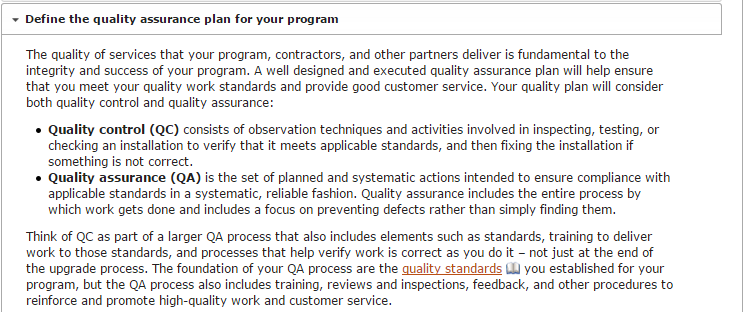 Define the quality assurance plan for your program
The quality of services that your program, contractors, and other partners deliver is fundamental to the
integrity and success of your program. A well designed and executed quality assurance plan will help ensure
that you meet your quality work standards and provide good customer service. Your quality plan will consider
both quality control and quality assurance:
• Quality control (QC) consists of observation techniques and activities involved in inspecting, testing, or
checking an installation to verify that it meets applicable standards, and then fixing the installation if
something is not correct.
• Quality assurance (QA) is the set of planned and systematic actions intended to ensure compliance with
applicable standards in a systematic, reliable fashion. Quality assurance includes the entire process by
which work gets done and includes a focus on preventing defects rather than simply finding them.
Think of QC as part of a larger QA process that also includes elements such as standards, training to deliver
work to those standards, and processes that help verify work is correct as you do it – not just at the end of
the upgrade process. The foundation of your QA process are the quality standards you established for your
program, but the QA process also includes training, reviews and inspections, feedback, and other procedures to
reinforce and promote high-quality work and customer service.